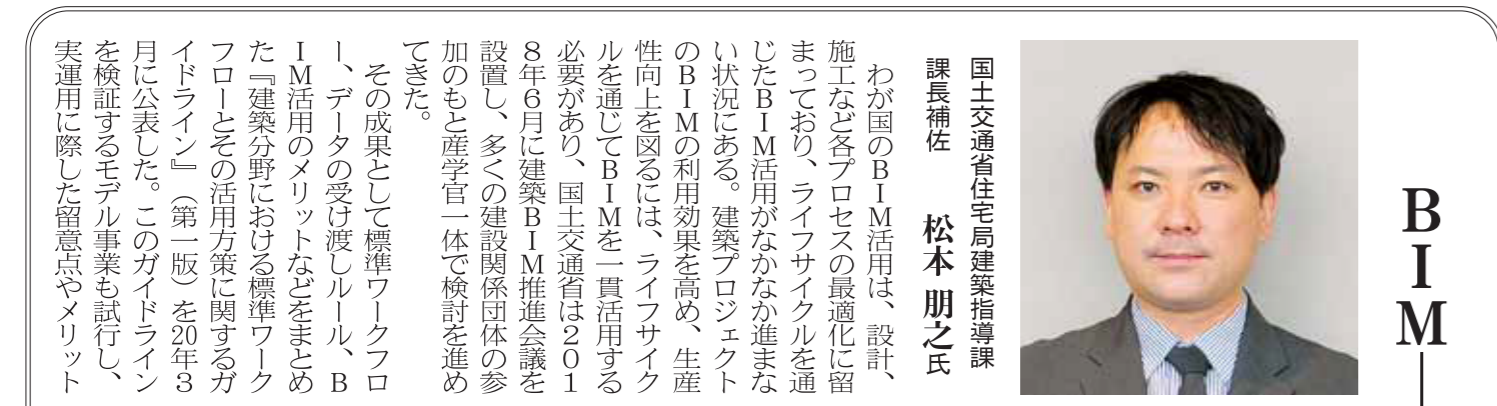 BIM―
国土交通省住宅局建築指導課
課長補佐　松本 朋之氏
わが国のＢＩＭ活用は、設計、
施工など各プロセスの最適化に留
まっており、ライフサイクルを通
じたＢＩＭ活用がなかなか進まな
い状況にある。建築プロジェクト
のＢＩＭの利用効果を高め、生産
性向上を図るには、ライフサイク
ルを通じてＢＩＭを一貫活用する
必要があり、国土交通省は２０１
８年６月に建築ＢＩＭ推進会議を
設置し、多くの建設関係団体の参
加のもと産学官一体で検討を進め
てきた。
その成果として標準ワークフロ
ー、データの受け渡しルール、Ｂ
ＩＭ活用のメリットなどをまとめ
た『建築分野における標準ワーク
フローとその活用方策に関するガ
イドライン』（第一版）を20年３
月に公表した。このガイドライン
を検証するモデル事業も試行し、
実運用に際した留意点やメリット